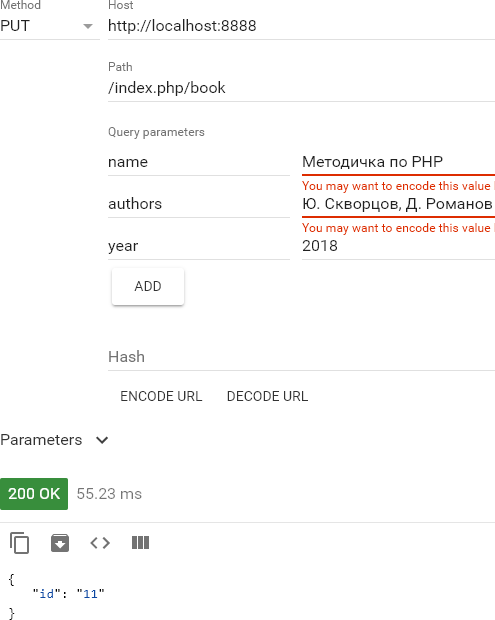 Method Host
PUT http://localhost:8888
Path
/index.php/book
Query parameters
name Методичка по PHP
You may want to encode this value
authors Ю. Скворцов, Д. Романов
You may want to encode this value
year 2018
ADD
Hash
ENCODE URL DECODE URL
Parameters
200 OK 55.23 ms
{
"id": "11"
}